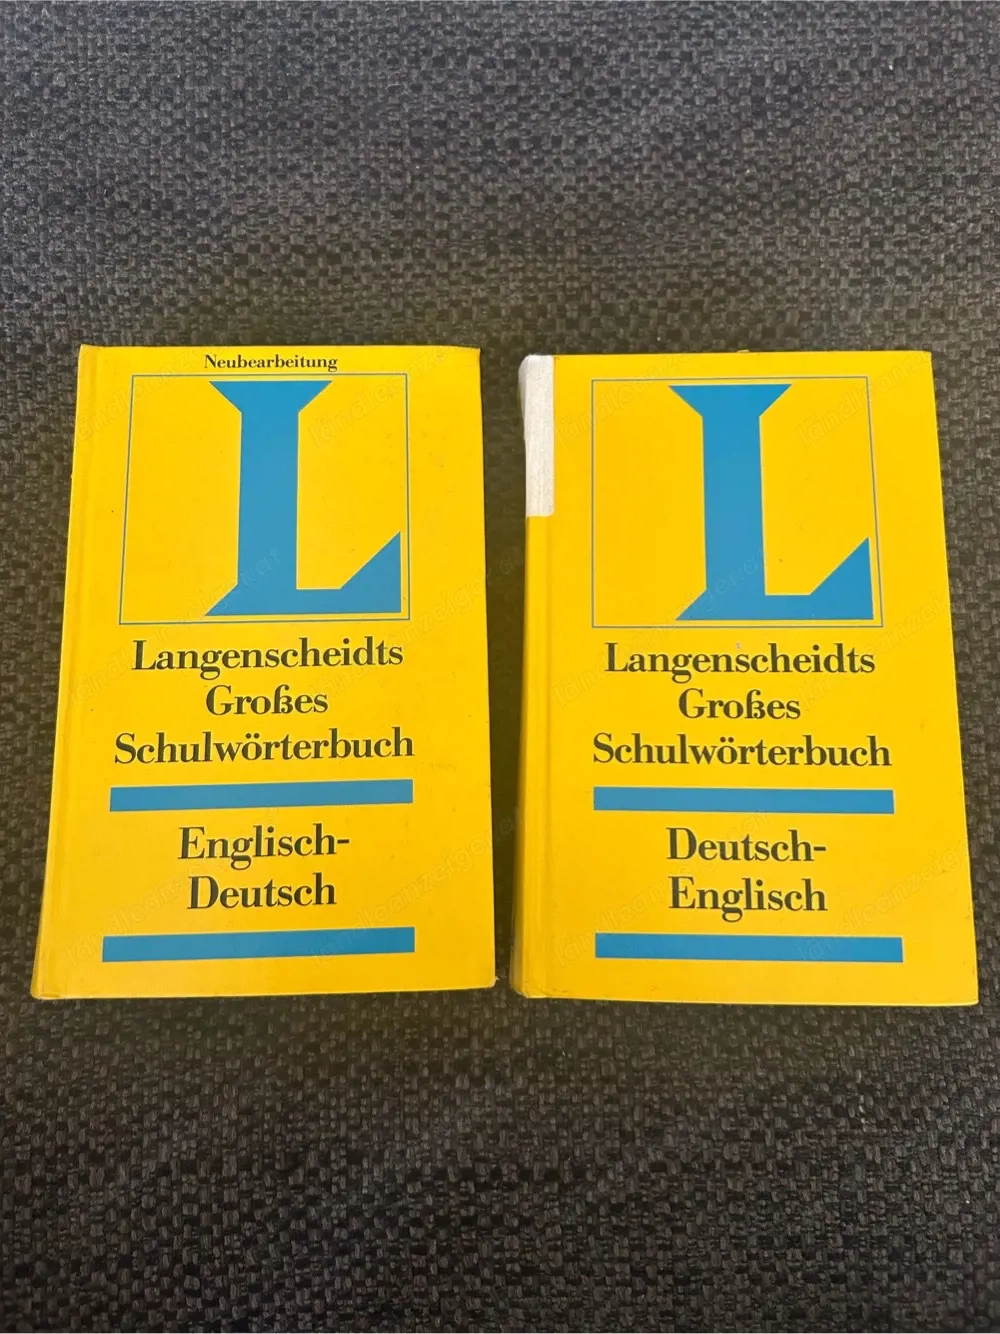 Neubearbeitung
L
Langenscheidts
Großes
Schulwörterbuch
Englisch-
Deutsch
L
Langenscheidts
Großes
Schulwörterbuch
Deutsch-
Englisch